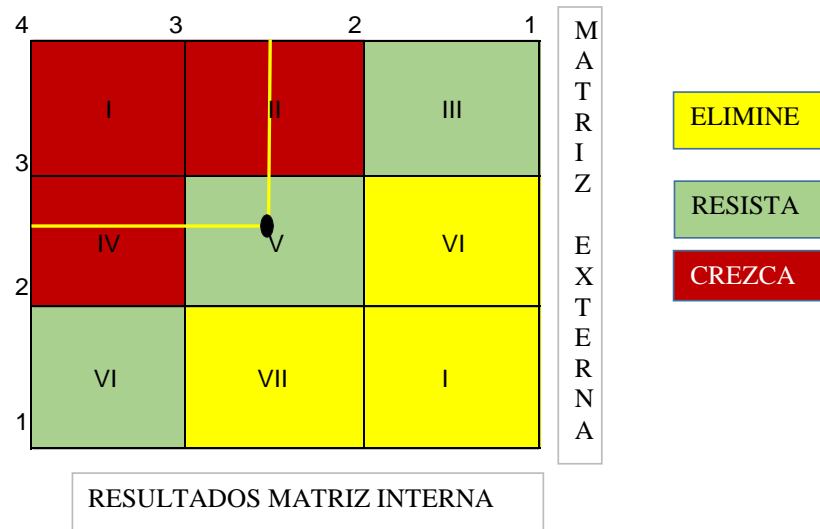 4 3 2 1
I II III
3
IV V VI
2
VI VII I
1
M
A
T
R
I
Z
E
X
T
E
R
N
A
ELIMINE
RESISTA
CREZCA
RESULTADOS MATRIZ INTERNA